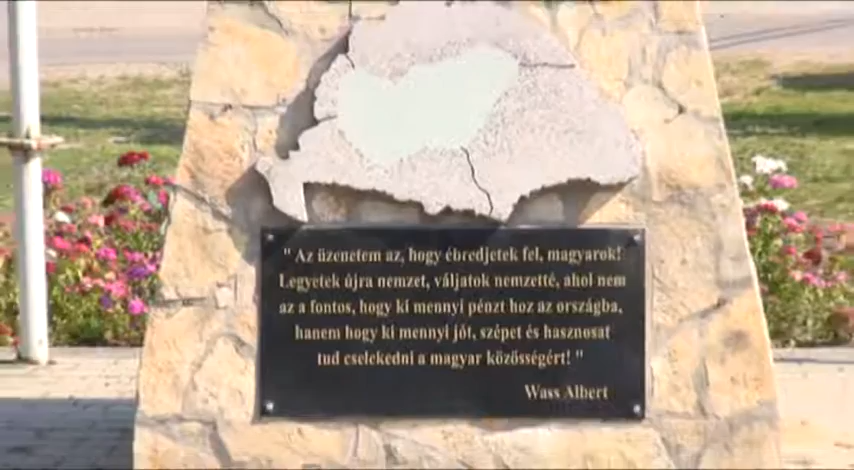 "Az üzenetem az, hogy ébredjetek fel, magyarok!
Legyetek újra nemzet, váljatok nemzetté, ahol nem
az a fontos, hogy ki mennyi pénzt hoz az országba,
hanem hogy ki mennyi jót, szépet és hasznosat
tud cselekedni a magyar közösségért!"
Wass Albert